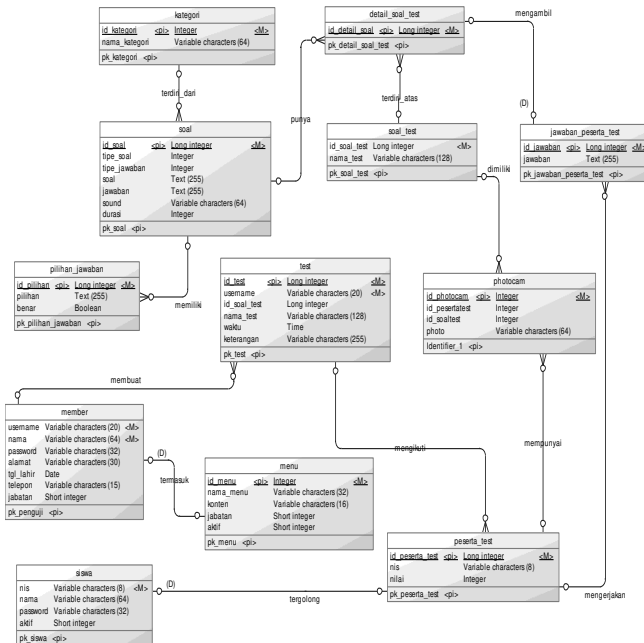 kategori
id_kategori <pi> Integer <M>
nama_kategori Variable characters (64)
pk_kategori <pi>
terdiri_dari
soal
id_soal <pi> Long integer <M>
tipe_soal Integer
tipe_jawaban Integer
soal Text (255)
jawaban Text (255)
sound Variable characters (64)
durasi Integer
pk_soal <pi>
punya
detail_soal_test
id_detail_soal <pi> Long integer <M>
pk_detail_soal_test <pi>
mengambil
(D)
terdiri_atas
soal_test
id_soal_test Long integer <M>
nama_test Variable characters (128)
pk_soal_test <pi>
dimiliki
jawaban_peserta_test
id_jawaban <pi> Long integer <M>
jawaban Text (255)
pk_jawaban_peserta_test <pi>
pilihan_jawaban
id_pilihan <pi> Long integer <M>
pilihan Text (255)
benar Boolean
pk_pilihan_jawaban <pi>
memiliki
test
id_test <pi> Long integer <M>
username Variable characters (20) <M>
id_soal_test Long integer
nama_test Variable characters (128)
waktu Time
keterangan Variable characters (255)
pk_test <pi>
photocam
id_photocam <pi> Integer <M>
id_pesertatest Integer
id_soaltest Integer
photo Variable characters (64)
Identifier_1 <pi>
membuat
member
username Variable characters (20) <M>
nama Variable characters (64) <M>
password Variable characters (32)
alamat Variable characters (30)
tgl_lahir Date
telepon Variable characters (15)
jabatan Short integer
pk_penguji <pi>
(D)
termasuk
menu
id_menu <pi> Integer <M>
nama_menu Variable characters (32)
konten Variable characters (16)
jabatan Short integer
aktif Short integer
pk_menu <pi>
mengikuti
mempunyai
peserta_test
id_peserta_test <pi> Long integer <M>
nis Variable characters (8)
nilai Integer
pk_peserta_test <pi>
mengerjakan
siswa
nis Variable characters (8) <M>
nama Variable characters (64)
password Variable characters (32)
aktif Short integer
pk_siswa <pi>
(D)
tergolong